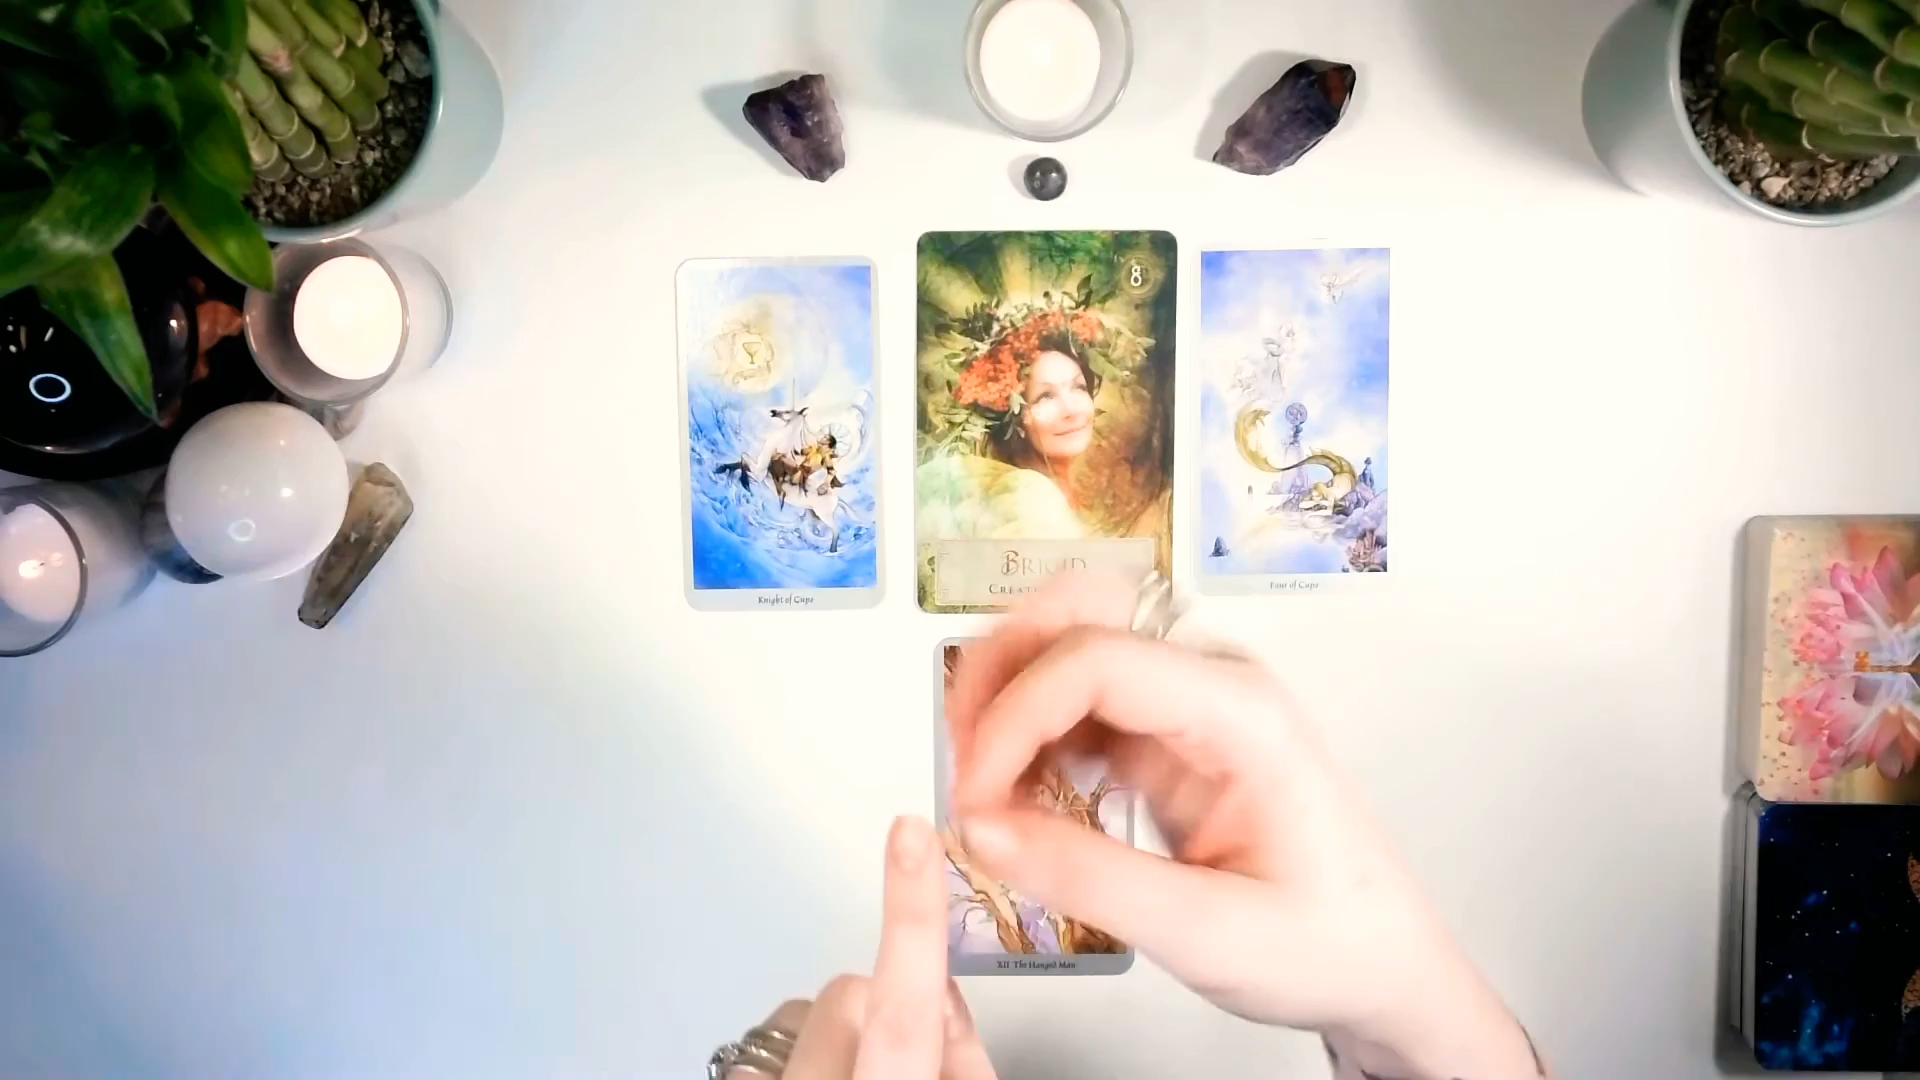 8
BRIGID
Knight of Cups
Four of Cups
XII The Hanged Man